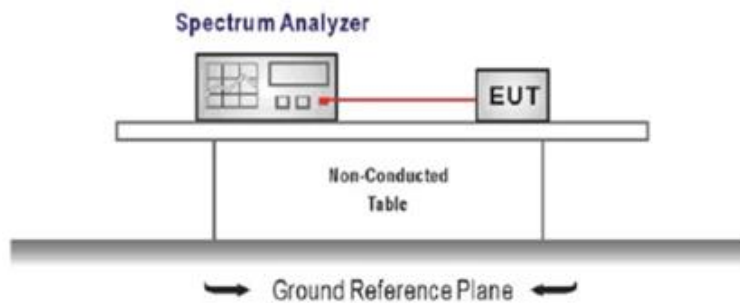 Spectrum Analyzer
EUT
Non-Conducted
Table
Ground Reference Plane